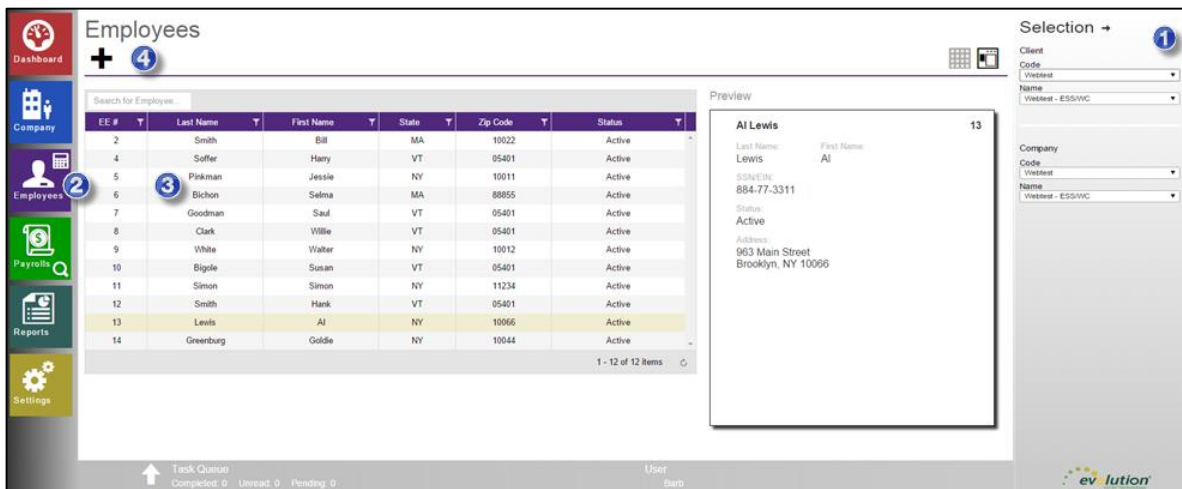 Dashboard
Company
Employees
Payrolls
Reports
Settings
Employees
4
2
3
Search for Employee...
EE # Last Name First Name State Zip Code Status
2 Smith Bill MA 10022 Active
4 Soffer Harry VT 05401 Active
5 Pinkman Jessie NY 10011 Active
6 Bichon Selma MA 88855 Active
7 Goodman Saul VT 05401 Active
8 Clark Willie VT 05401 Active
9 White Walter NY 10012 Active
10 Bigole Susan VT 05401 Active
11 Simon Simon NY 11234 Active
12 Smith Hank VT 05401 Active
13 Lewis Al NY 10066 Active
14 Greenburg Goldie NY 10044 Active
1 - 12 of 12 items
Preview
Al Lewis 13
Last Name: First Name:
Lewis Al
SSN/EIN:
884-77-3311
Status:
Active
Address:
963 Main Street
Brooklyn, NY 10066
Selection
1
Client
Code
Webtest
Name
Webtest - ESS/WC
Company
Code
Webtest
Name
Webtest - ESS/WC
Task Queue
Completed: 0 Unread: 0 Pending: 0
User
Barb
evolution